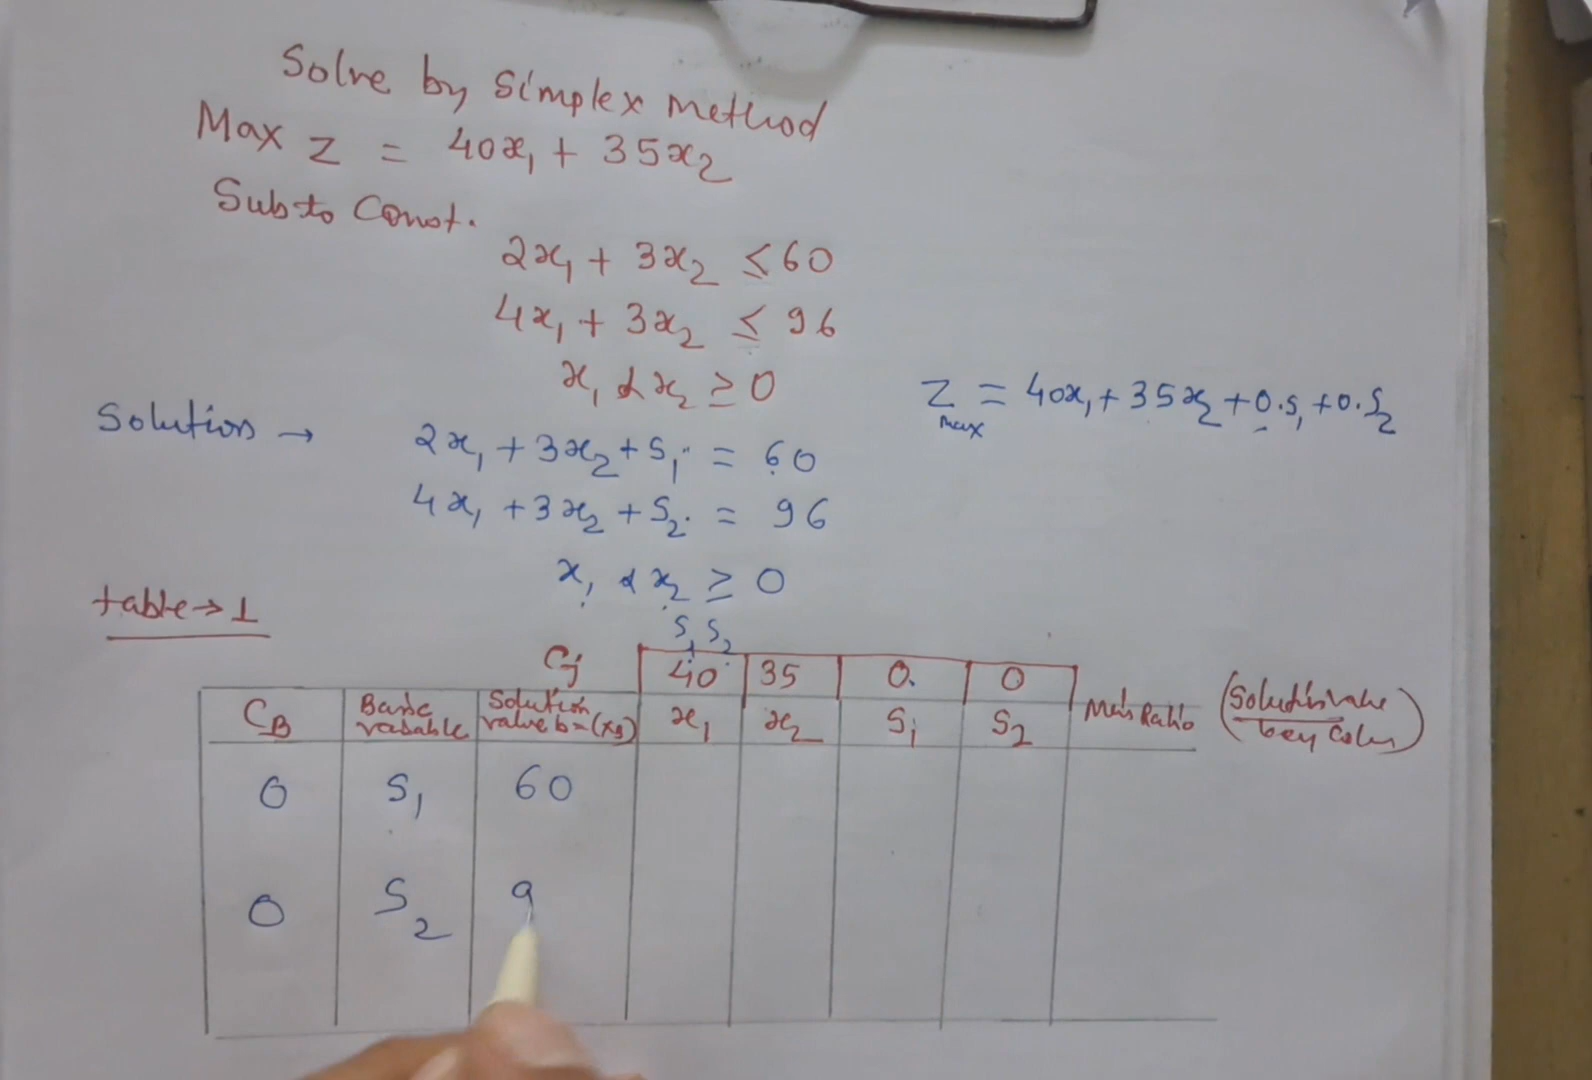 Solve by Simplex method
Max Z = 40x₁ + 35x₂
Sub to Const.
2x₁ + 3x₂ ≤ 60
4x₁ + 3x₂ ≤ 96
x₁ & x₂ ≥ 0
Z max = 40x₁ + 35x₂ + 0.s₁ + 0.S₂
Solution →
2x₁ + 3x₂ + S₁ = 60
4x₁ + 3x₂ + S₂ = 96
x₁ & x₂ ≥ 0
S₁ S₂
table → 1
Cj 40 35 0. 0
CB Basic variable Solution value b = (xB) x₁ x₂ S₁ S₂ Min Ratio (Solution value / key Colum)
0 S₁ 60
0 S₂ 9